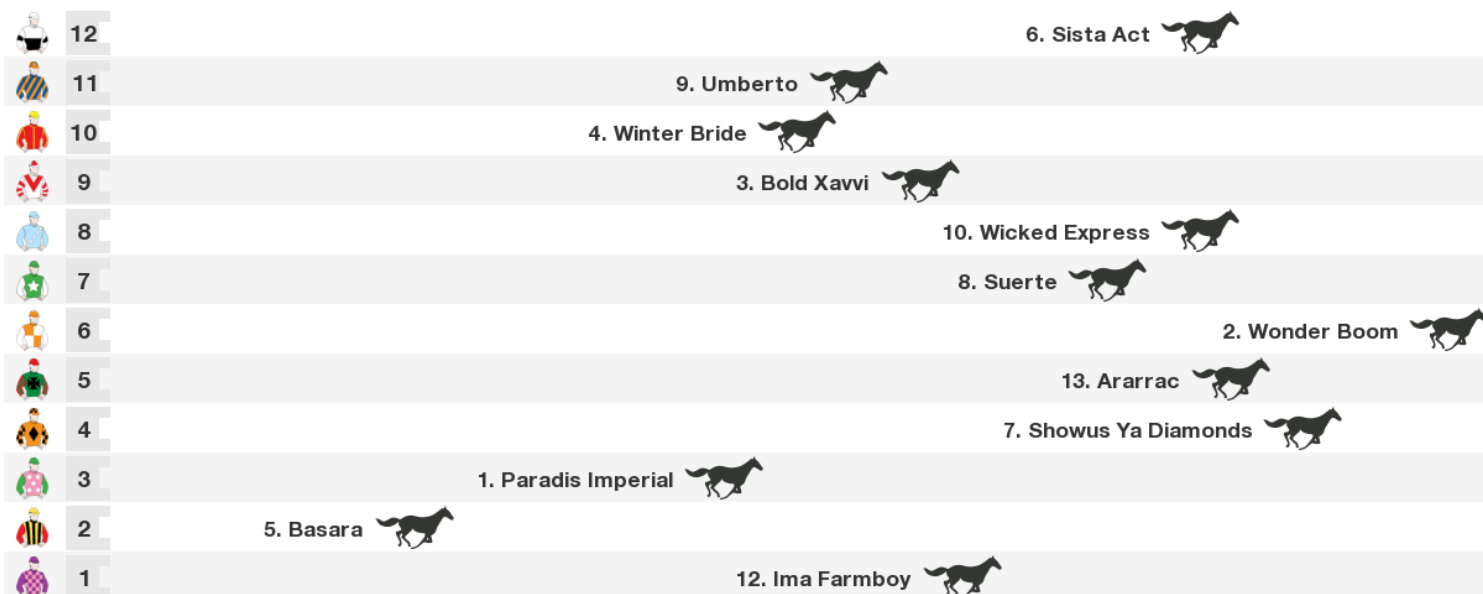 12 6. Sista Act
11 9. Umberto
10 4. Winter Bride
9 3. Bold Xavvi
8 10. Wicked Express
7 8. Suerte
6 2. Wonder Boom
5 13. Ararrac
4 7. Showus Ya Diamonds
3 1. Paradis Imperial
2 5. Basara
1 12. Ima Farmboy